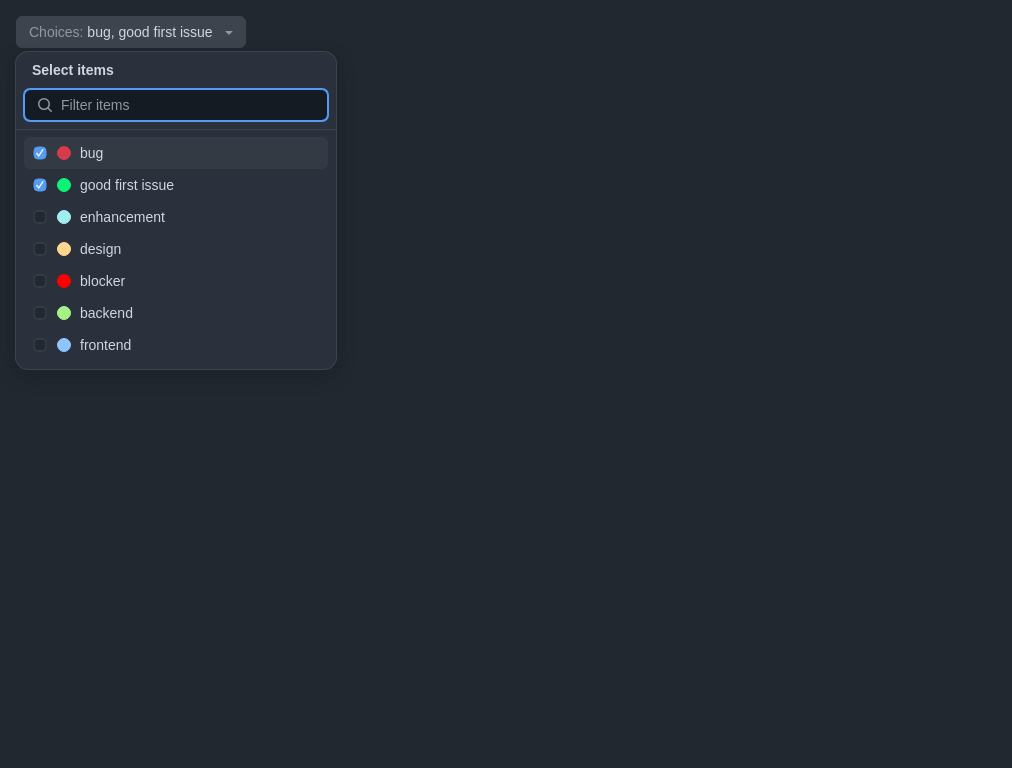 Choices: bug, good first issue
Select items
Filter items
bug
good first issue
enhancement
design
blocker
backend
frontend